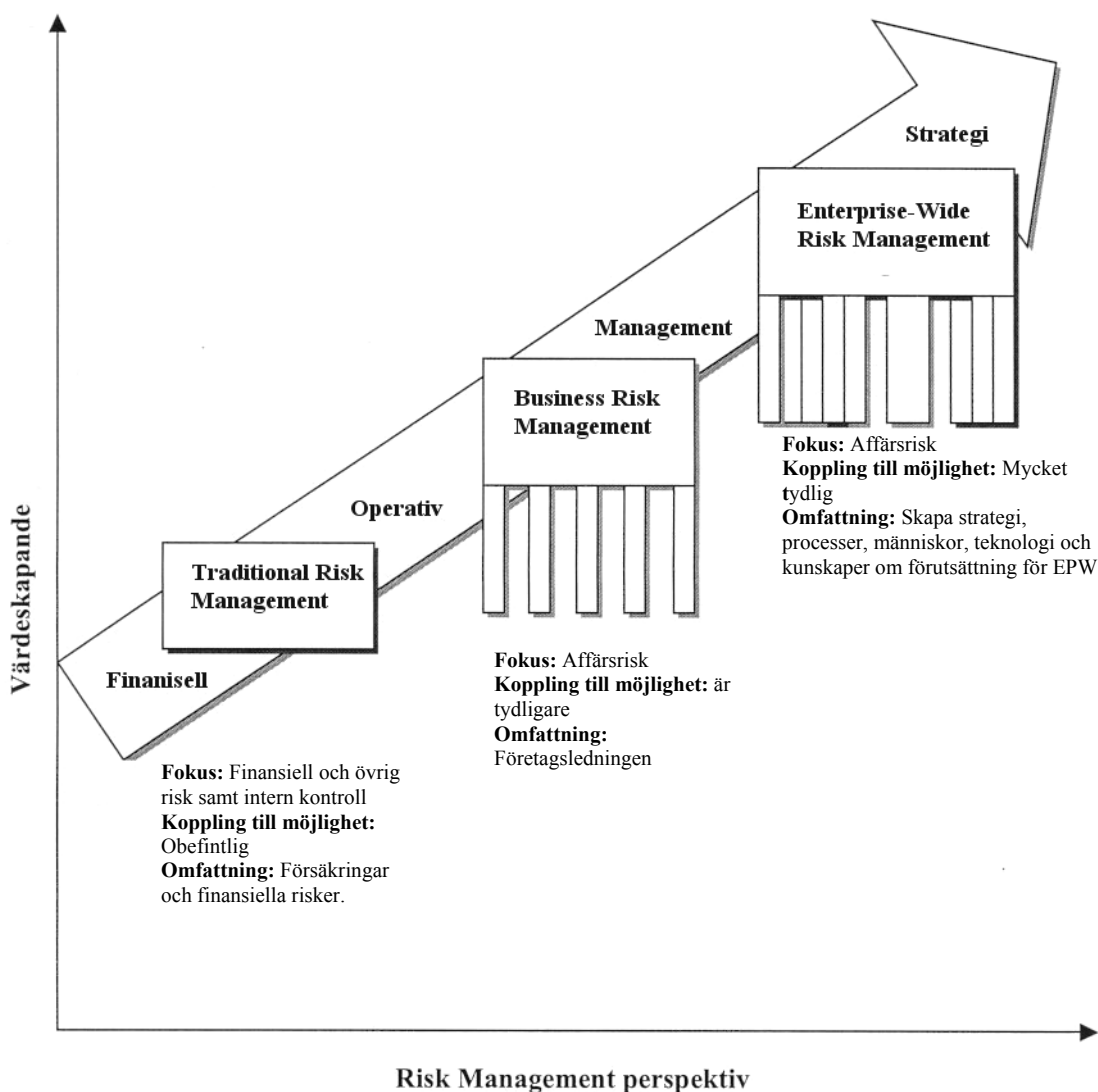 Strategi
Enterprise-Wide
Risk Management
Management
Fokus: Affärsrisk
Koppling till möjlighet: Mycket
tydlig
Omfattning: Skapa strategi,
processer, människor, teknologi och
kunskaper om förutsättning för EPW
Business Risk
Management
Operativ
Fokus: Affärsrisk
Koppling till möjlighet: är
tydligare
Omfattning:
Företagsledningen
Traditional Risk
Management
Finanisell
Fokus: Finansiell och övrig
risk samt intern kontroll
Koppling till möjlighet:
Obefintlig
Omfattning: Försäkringar
och finansiella risker.
Värdeskapande
Risk Management perspektiv